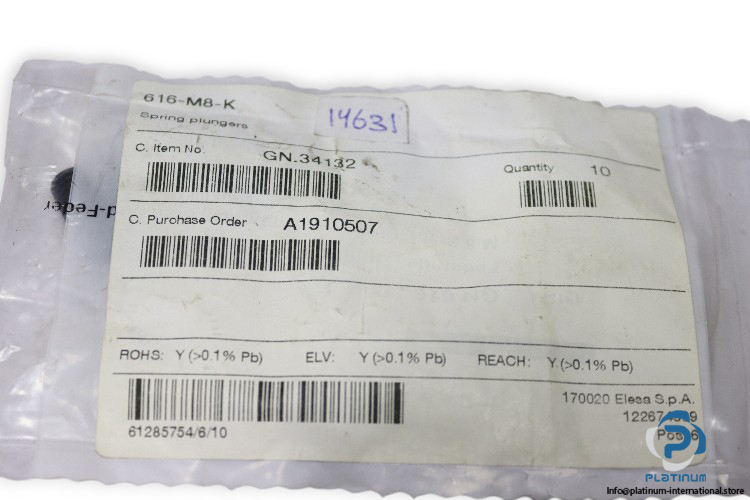 616-M8-K
Spring plungers
14631
C. Item No. GN.34132
Quantity 10
d-Feder
C. Purchase Order A1910507
ROHS: Y (>0.1% Pb) ELV: Y (>0.1% Pb) REACH: Y (>0.1% Pb)
170020 Elesa S.p.A.
61285754/6/10
PLATINUM
Info@platinum-international.store